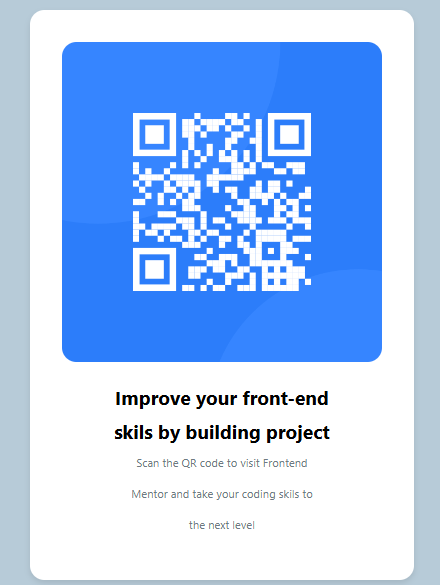 Improve your front-end
skils by building project
Scan the QR code to visit Frontend
Mentor and take your coding skils to
the next level